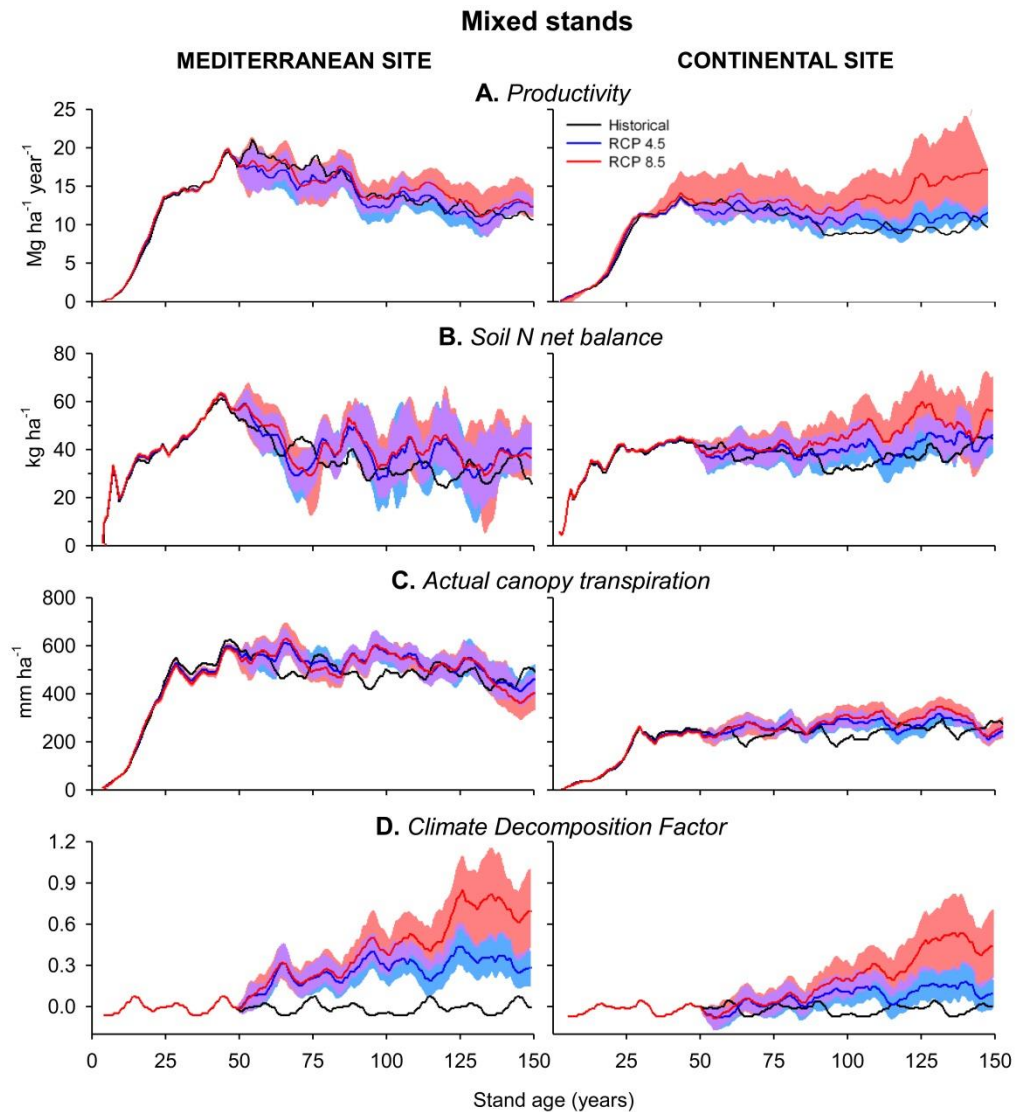 Mixed stands
MEDITERRANEAN SITE
CONTINENTAL SITE
A. Productivity
25
20
15
10
5
0
Mg ha⁻¹ year⁻¹
Historical
RCP 4.5
RCP 8.5
B. Soil N net balance
80
60
40
20
0
kg ha⁻¹
C. Actual canopy transpiration
800
600
400
200
0
mm ha⁻¹
D. Climate Decomposition Factor
1.2
0.9
0.6
0.3
0.0
0 25 50 75 100 125 150
25 50 75 100 125 150
Stand age (years)